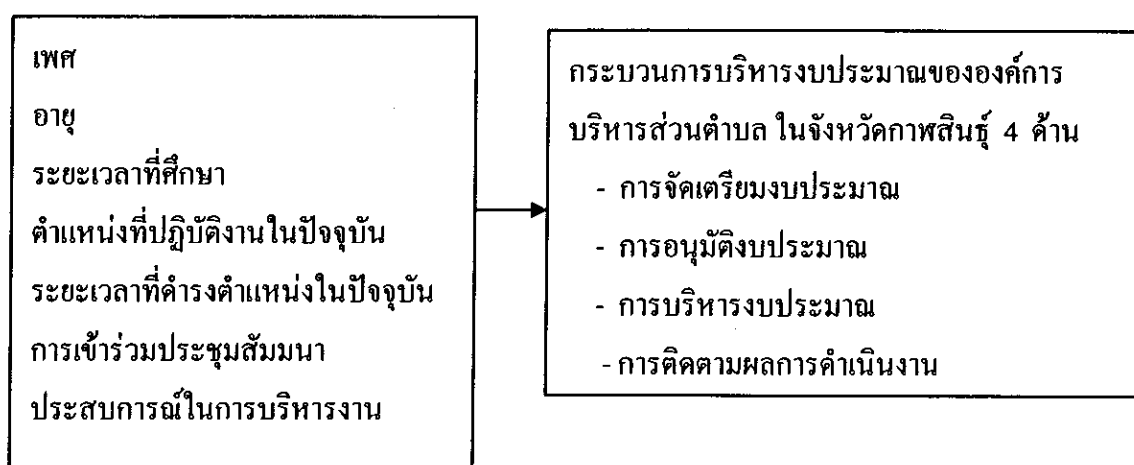 เพศ
อายุ
ระยะเวลาที่ศึกษา
ตำแหน่งที่ปฏิบัติงานในปัจจุบัน
ระยะเวลาที่ดำรงตำแหน่งในปัจจุบัน
การเข้าร่วมประชุมสัมมนา
ประสบการณ์ในการบริหารงาน
กระบวนการบริหารงบประมาณขององค์การ
บริหารส่วนตำบล ในจังหวัดกาฬสินธุ์ 4 ด้าน
- การจัดเตรียมงบประมาณ
- การอนุมัติงบประมาณ
- การบริหารงบประมาณ
- การติดตามผลการดำเนินงาน